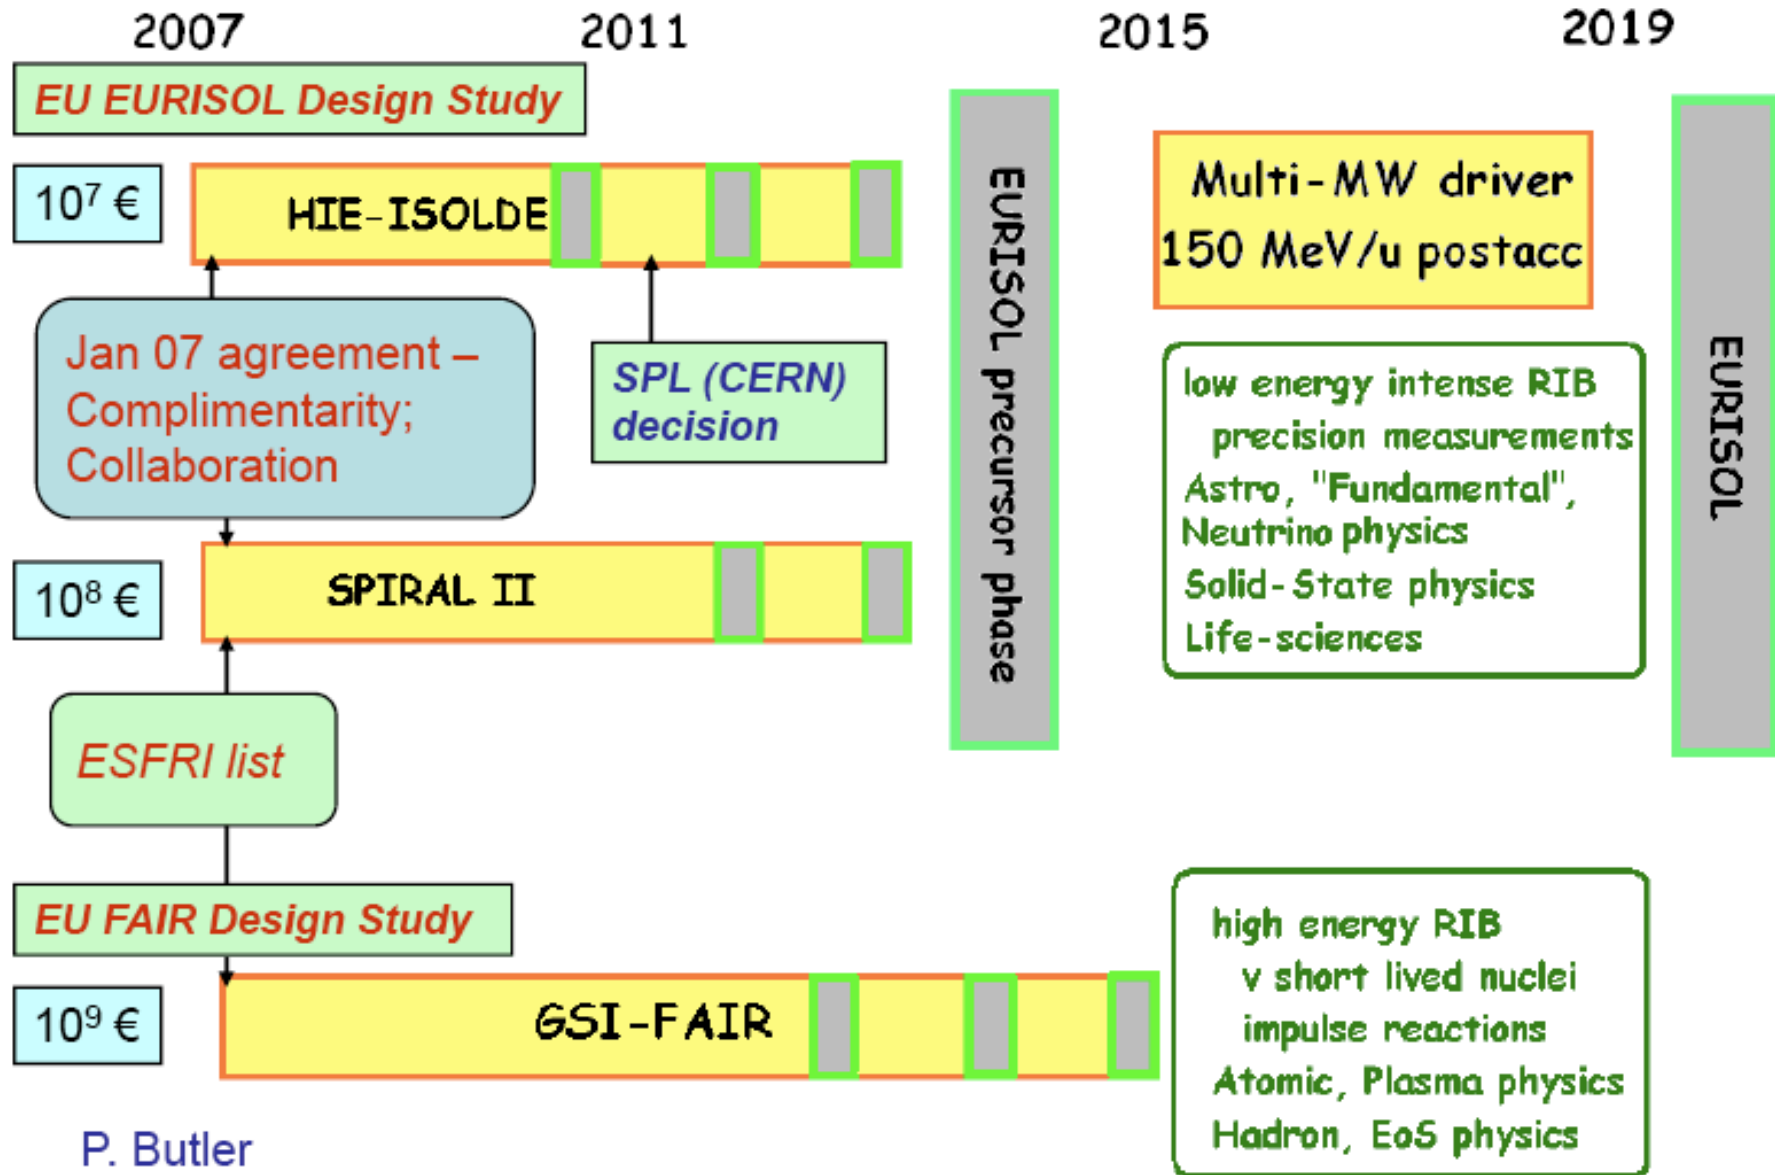 2007 2011 2015 2019
EU EURISOL Design Study
10⁷ €
HIE-ISOLDE
Jan 07 agreement –
Complimentarity;
Collaboration
SPL (CERN)
decision
10⁸ €
SPIRAL II
ESFRI list
EU FAIR Design Study
10⁹ €
GSI-FAIR
P. Butler
EURISOL precursor phase
Multi-MW driver
150 MeV/u postacc
low energy intense RIB
precision measurements
Astro, "Fundamental",
Neutrino physics
Solid-State physics
Life-sciences
high energy RIB
v short lived nuclei
impulse reactions
Atomic, Plasma physics
Hadron, EoS physics
EURISOL